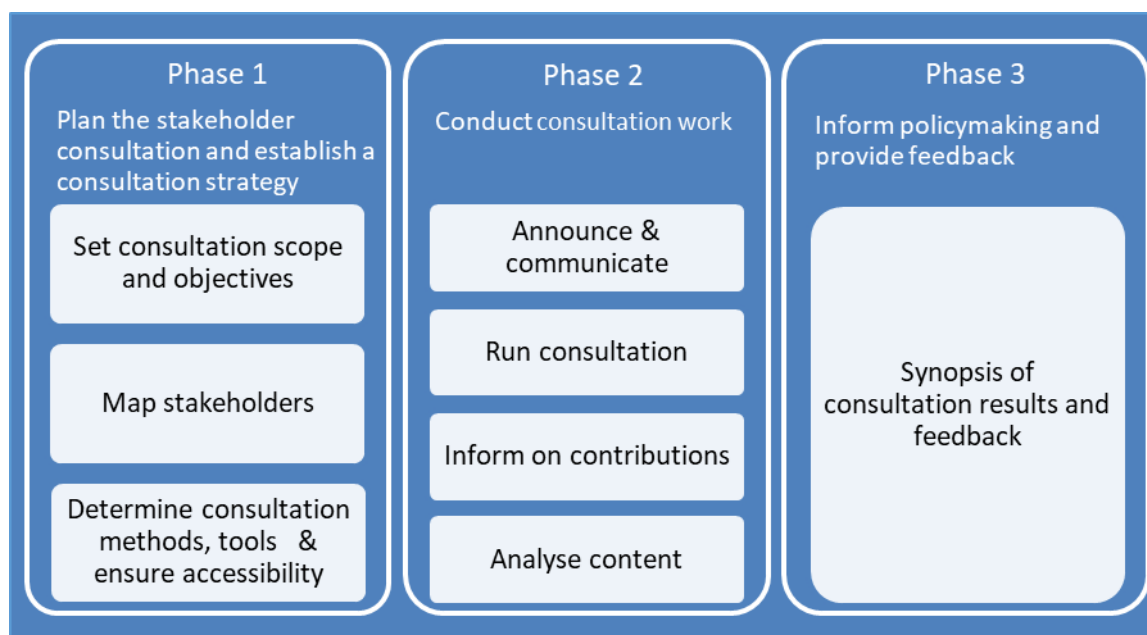 Phase 1
Plan the stakeholder
consultation and establish a
consultation strategy
Set consultation scope
and objectives
Map stakeholders
Determine consultation
methods, tools &
ensure accessibility
Phase 2
Conduct consultation work
Announce &
communicate
Run consultation
Inform on contributions
Analyse content
Phase 3
Inform policymaking and
provide feedback
Synopsis of
consultation results and
feedback